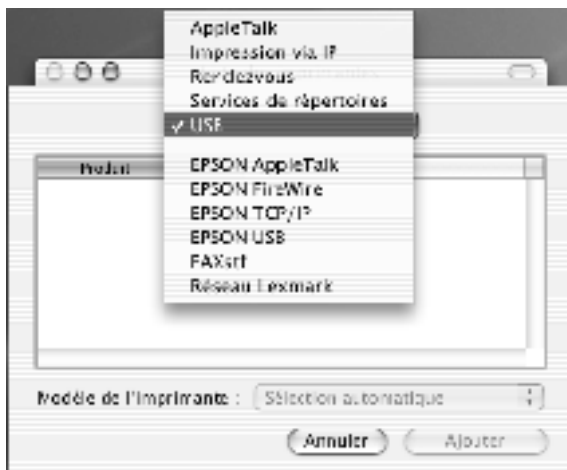 AppleTalk
Impression via IP
Rendezvous
Services de répertoires
✓ USB
EPSON AppleTalk
EPSON FireWire
EPSON TCP/IP
EPSON USB
FAXstf
Réseau Lexmark
Produit
Modèle de l'imprimante : Sélection automatique
Annuler Ajouter